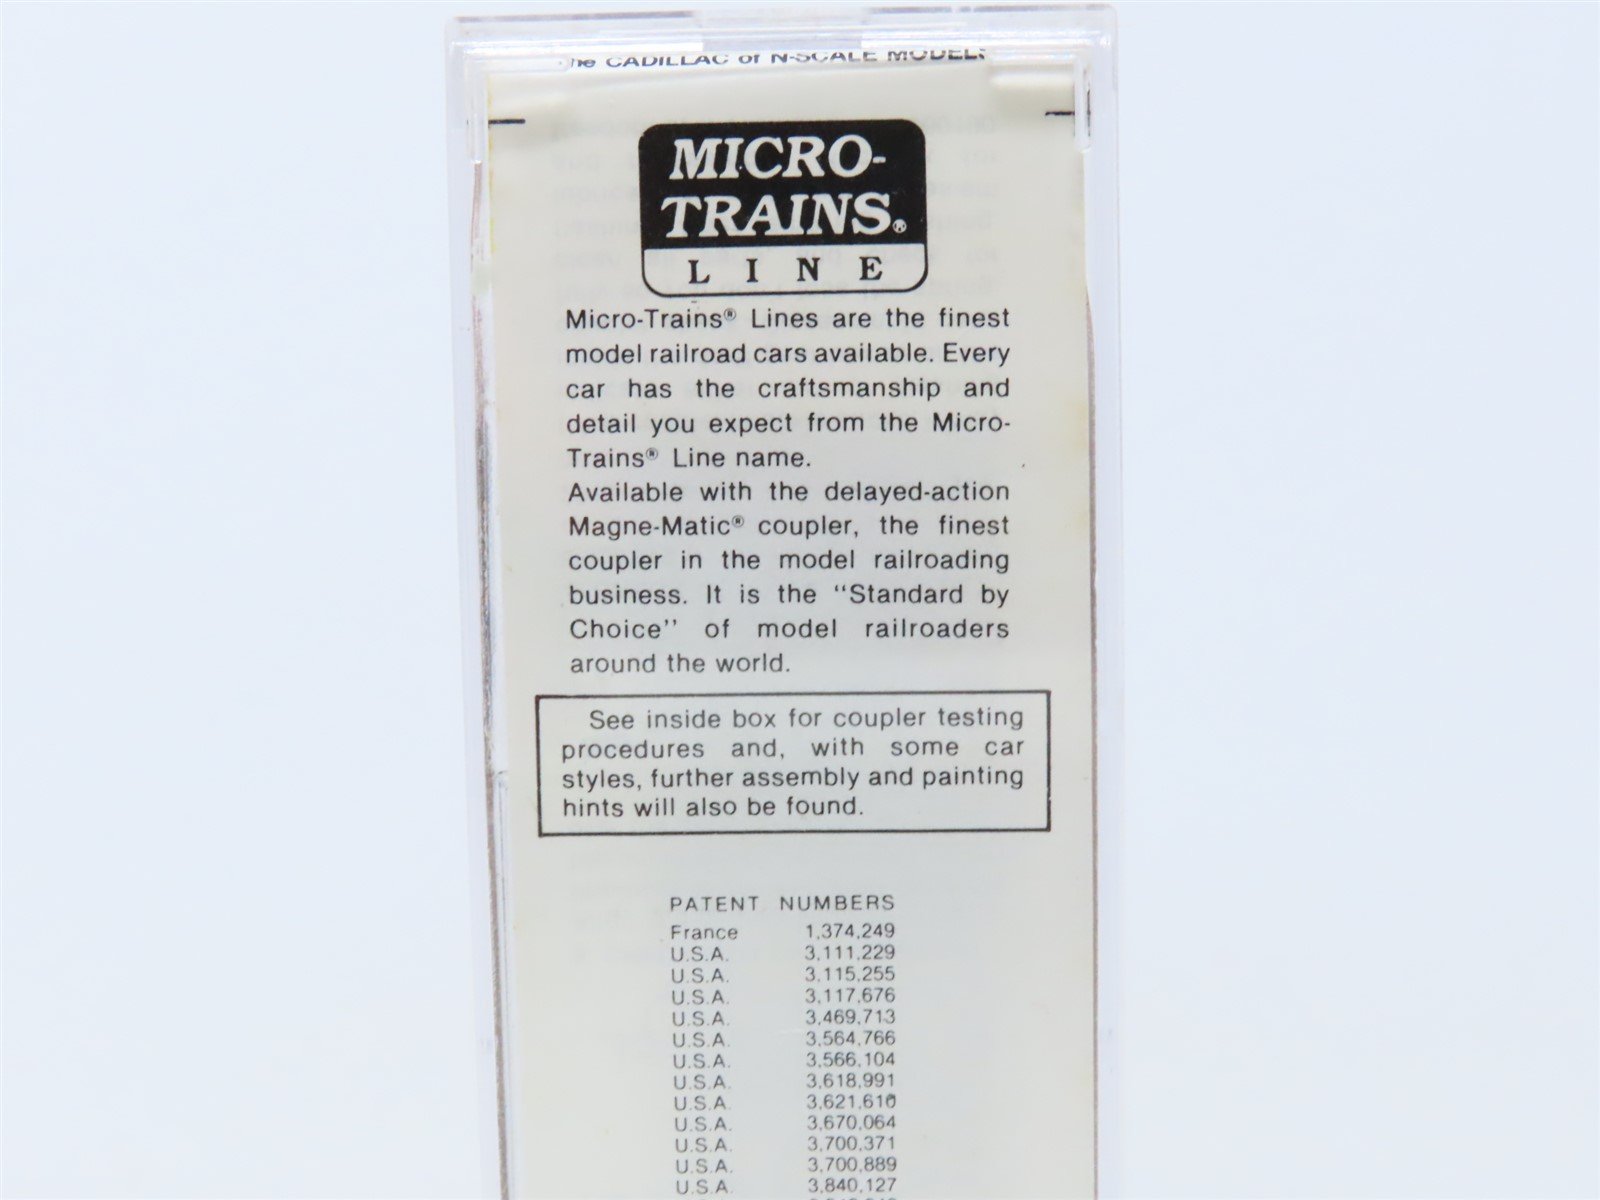 The CADILLAC of N-SCALE MODELS
MICRO-
TRAINS®
LINE
Micro-Trains® Lines are the finest
model railroad cars available. Every
car has the craftsmanship and
detail you expect from the Micro-
Trains® Line name.
Available with the delayed-action
Magne-Matic® coupler, the finest
coupler in the model railroading
business. It is the "Standard by
Choice" of model railroaders
around the world.
See inside box for coupler testing
procedures and, with some car
styles, further assembly and painting
hints will also be found.
PATENT NUMBERS
France 1,374,249
U.S.A. 3,111,229
U.S.A. 3,115,255
U.S.A. 3,117,676
U.S.A. 3,469,713
U.S.A. 3,564,766
U.S.A. 3,566,104
U.S.A. 3,618,991
U.S.A. 3,621,610
U.S.A. 3,670,064
U.S.A. 3,700,371
U.S.A. 3,700,889
U.S.A. 3,840,127